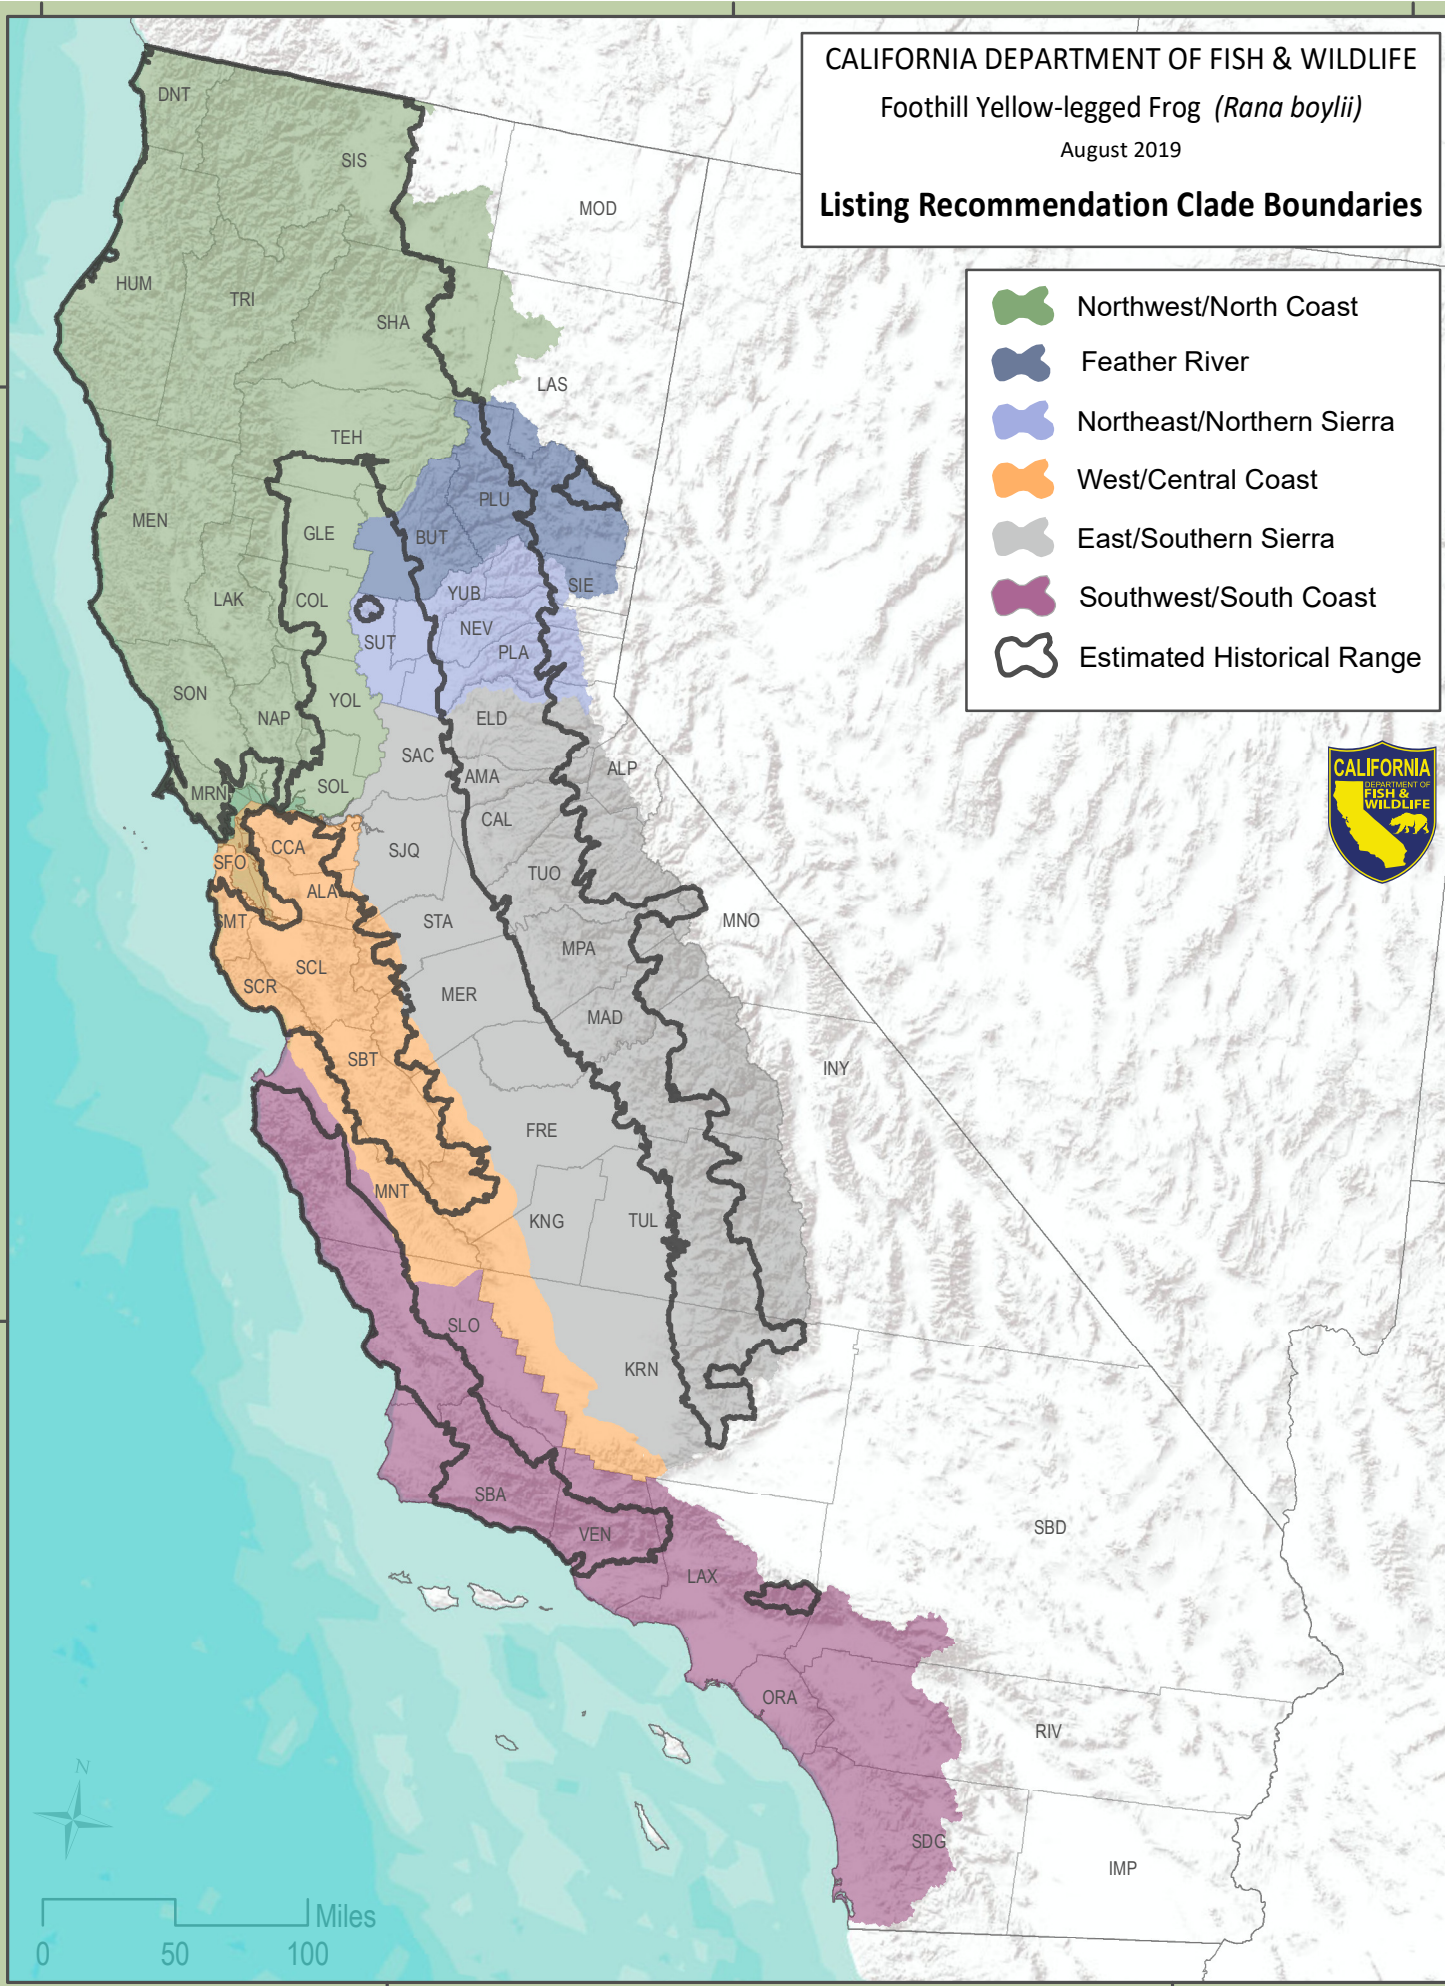 CALIFORNIA DEPARTMENT OF FISH & WILDLIFE
Foothill Yellow-legged Frog (Rana boylii)
August 2019
Listing Recommendation Clade Boundaries
Northwest/North Coast
Feather River
Northeast/Northern Sierra
West/Central Coast
East/Southern Sierra
Southwest/South Coast
Estimated Historical Range
CALIFORNIA
DEPARTMENT OF
FISH &
WILDLIFE
DNT
SIS
MOD
HUM
TRI
SHA
LAS
TEH
PLU
MEN
GLE
BUT
SIE
LAK
COL
YUB
SUT
NEV
PLA
SON
NAP
YOL
ELD
SAC
AMA
ALP
MRN
SOL
CAL
SFO
CCA
SJQ
TUO
ALA
SMT
STA
MNO
MPA
SCL
SCR
MER
MAD
SBT
INY
FRE
MNT
KNG
TUL
SLO
KRN
SBA
VEN
SBD
LAX
ORA
RIV
SDG
IMP
N
Miles
0 50 100